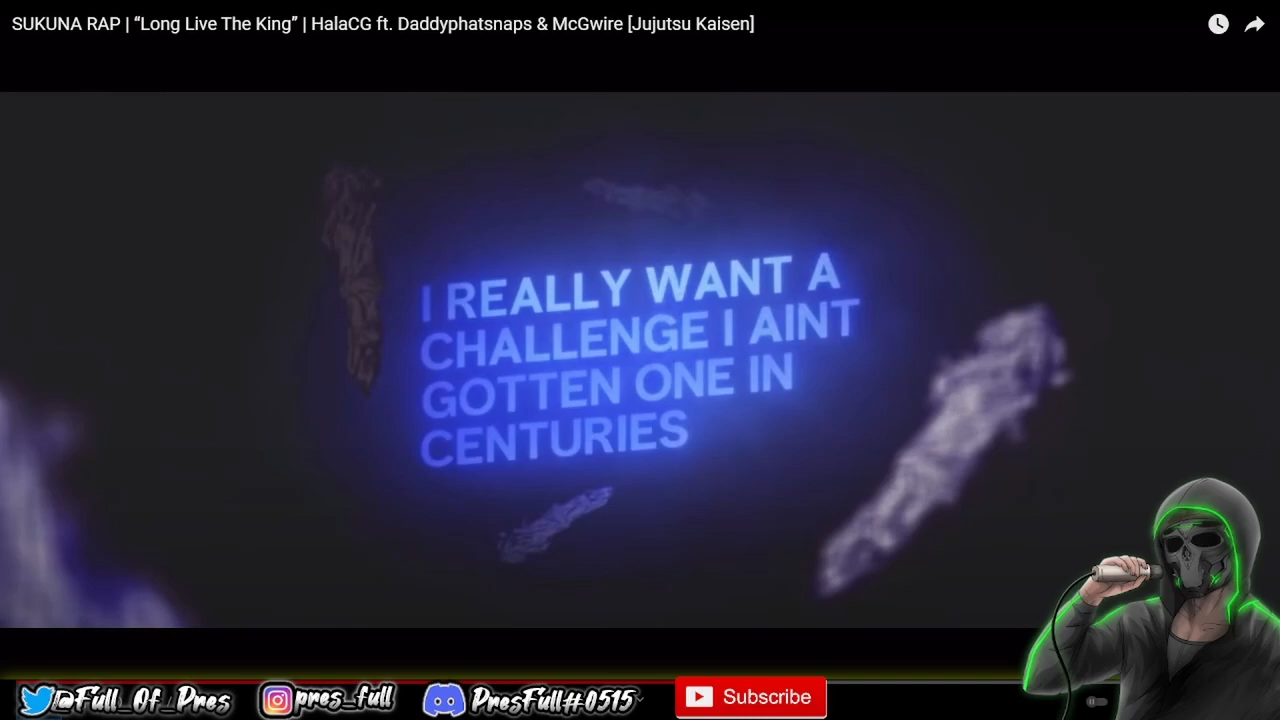 SUKUNA RAP | “Long Live The King” | HalaCG ft. Daddyphatsnaps & McGwire [Jujutsu Kaisen]
I REALLY WANT A
CHALLENGE I AINT
GOTTEN ONE IN
CENTURIES
@Full_Of_Pres
pres_full
PresFull#0515
Subscribe